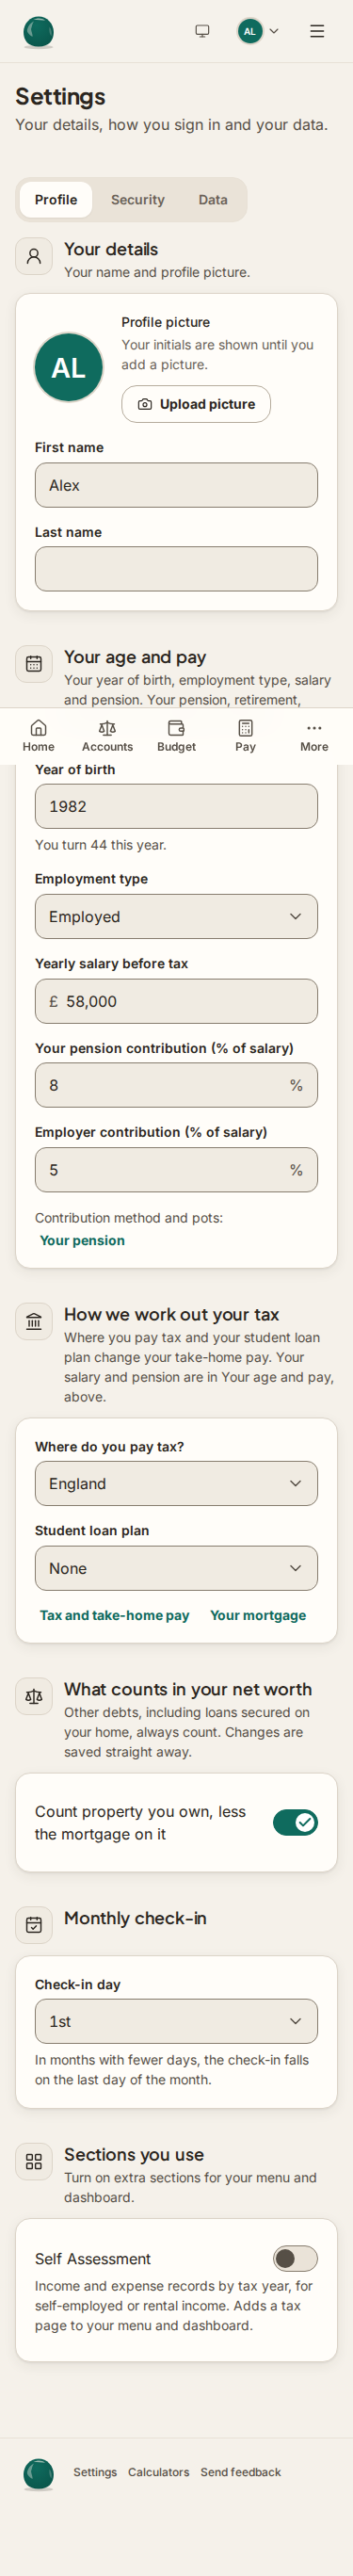 AL
Settings
Your details, how you sign in and your data.
Profile Security Data
Your details
Your name and profile picture.
Profile picture
Your initials are shown until you
add a picture.
AL
Upload picture
First name
Alex
Last name
Your age and pay
Your year of birth, employment type, salary
and pension. Your pension, retirement,
Home Accounts Budget Pay More
Year of birth
1982
You turn 44 this year.
Employment type
Employed
Yearly salary before tax
£ 58,000
Your pension contribution (% of salary)
8 %
Employer contribution (% of salary)
5 %
Contribution method and pots:
Your pension
How we work out your tax
Where you pay tax and your student loan
plan change your take-home pay. Your
salary and pension are in Your age and pay,
above.
Where do you pay tax?
England
Student loan plan
None
Tax and take-home pay Your mortgage
What counts in your net worth
Other debts, including loans secured on
your home, always count. Changes are
saved straight away.
Count property you own, less
the mortgage on it
Monthly check-in
Check-in day
1st
In months with fewer days, the check-in falls
on the last day of the month.
Sections you use
Turn on extra sections for your menu and
dashboard.
Self Assessment
Income and expense records by tax year, for
self-employed or rental income. Adds a tax
page to your menu and dashboard.
Settings Calculators Send feedback